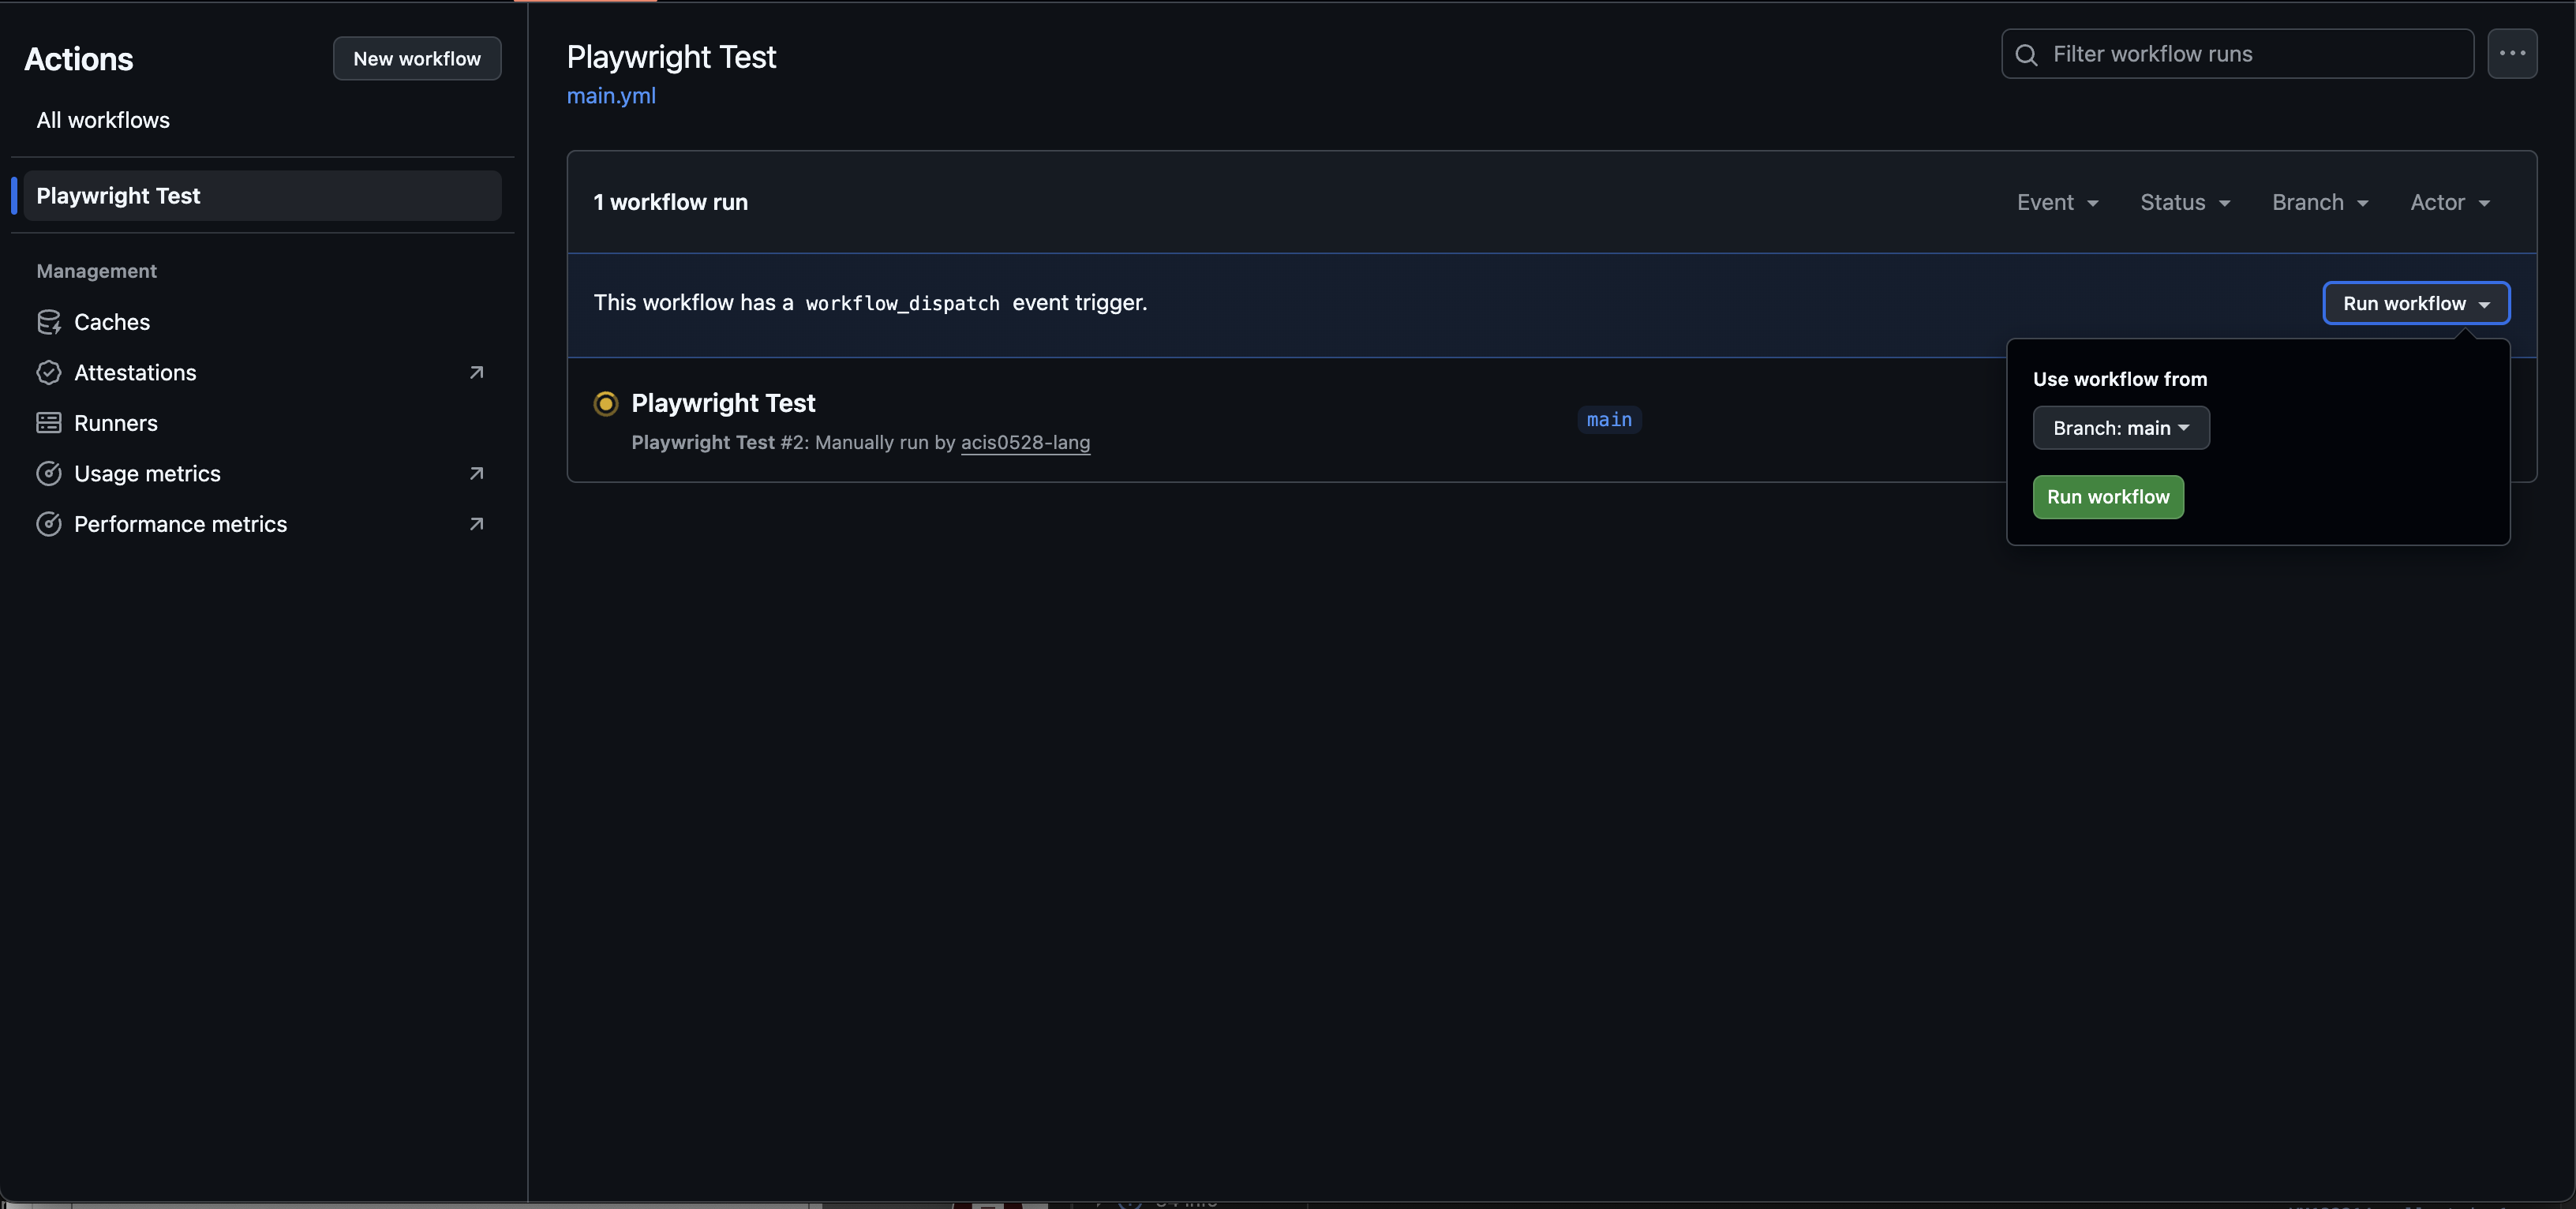 Actions
New workflow
All workflows
Playwright Test
Management
Caches
Attestations
Runners
Usage metrics
Performance metrics
Playwright Test
main.yml
Filter workflow runs
1 workflow run
Event
Status
Branch
Actor
This workflow has a workflow_dispatch event trigger.
Run workflow
Playwright Test
Playwright Test #2: Manually run by acis0528-lang
main
Use workflow from
Branch: main
Run workflow